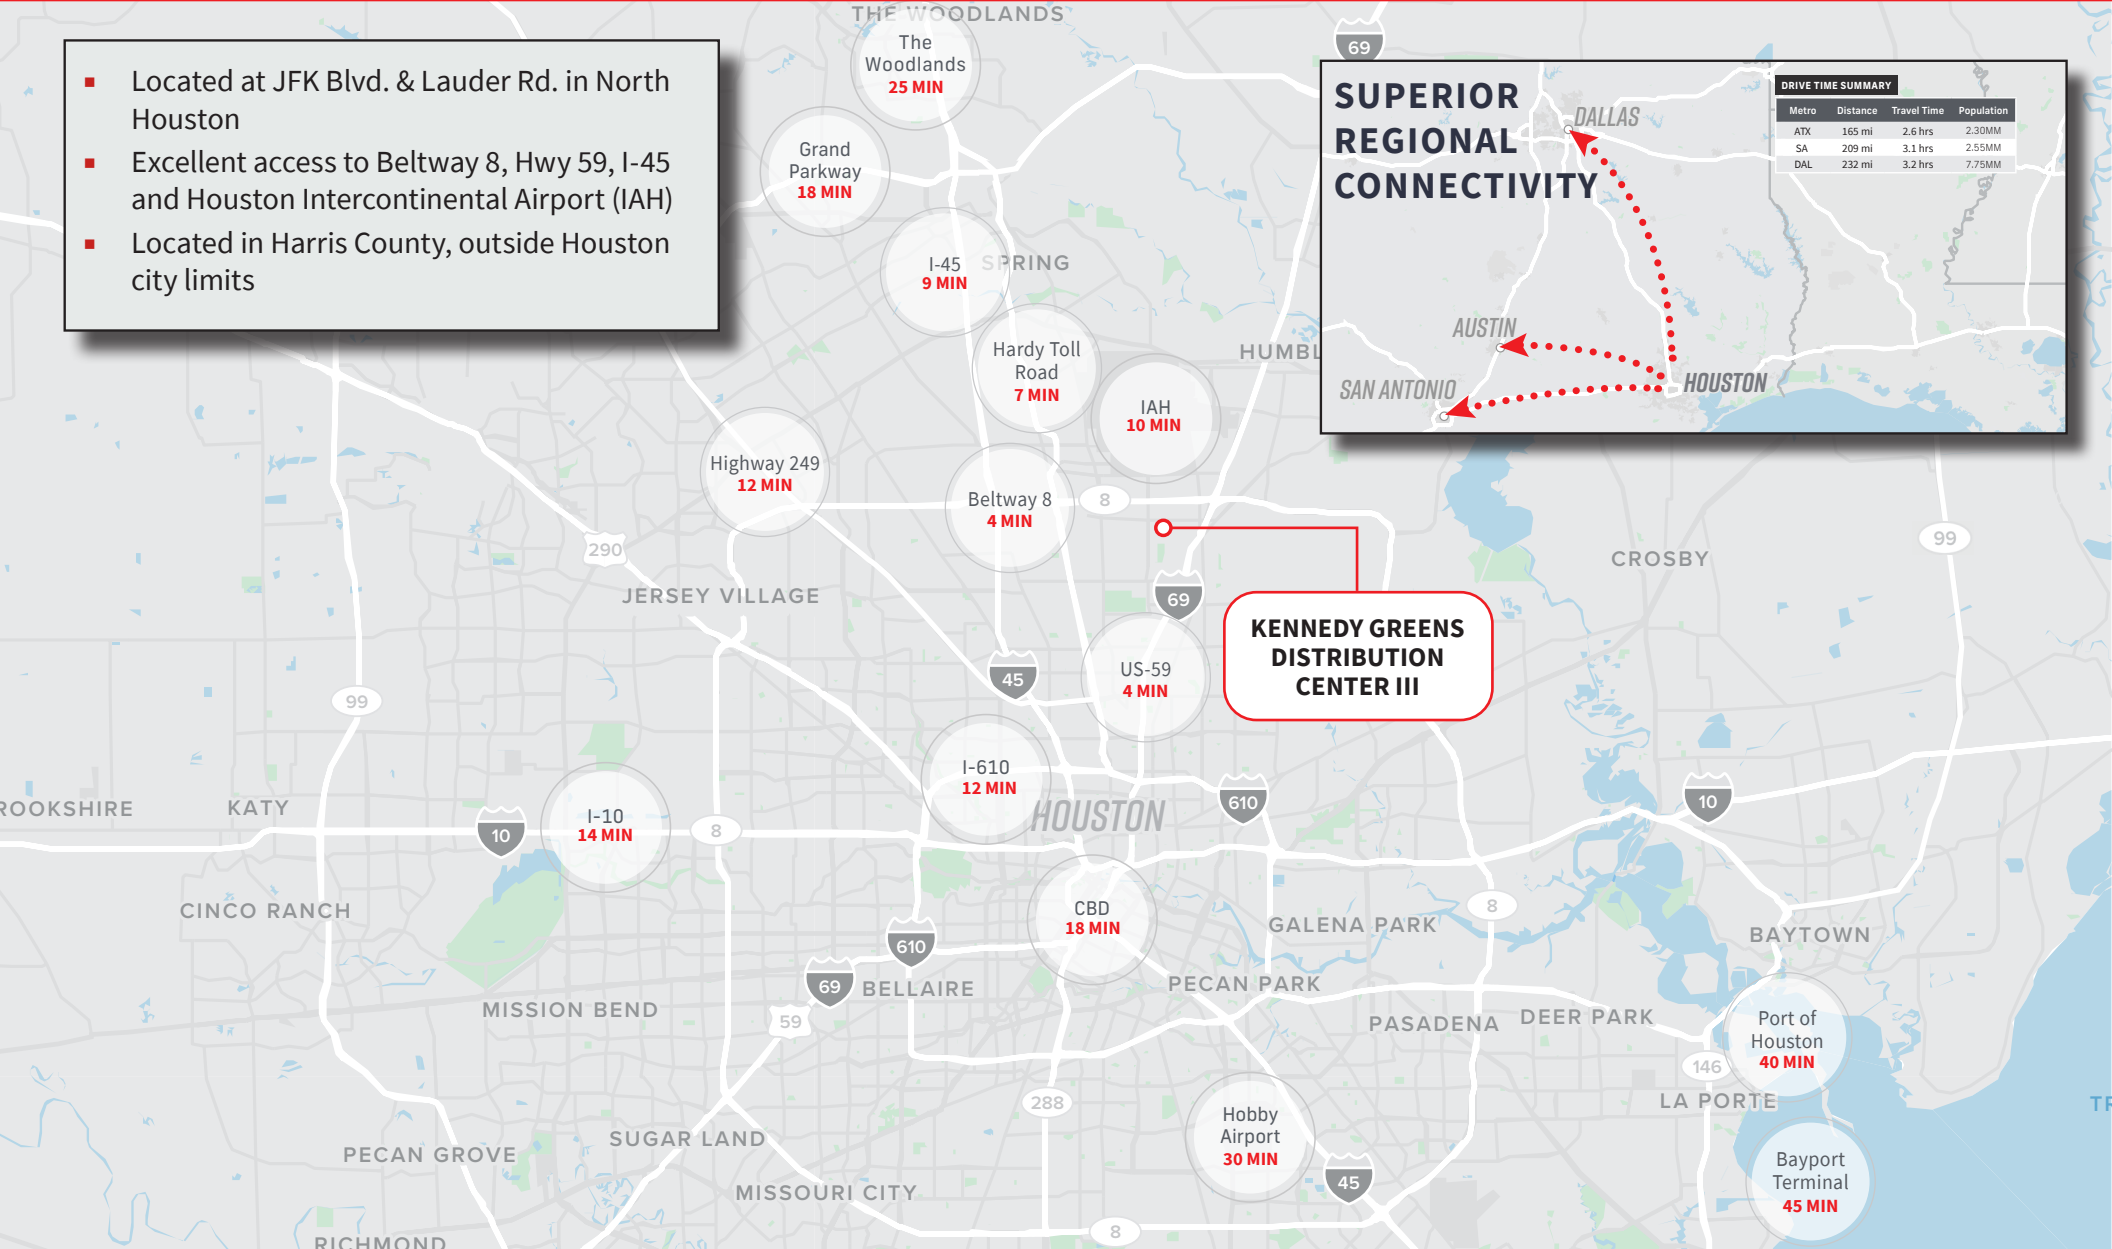 THE WOODLANDS
The
Woodlands
25 MIN
69
Located at JFK Blvd. & Lauder Rd. in North
Houston
Excellent access to Beltway 8, Hwy 59, I-45
and Houston Intercontinental Airport (IAH)
Located in Harris County, outside Houston
city limits
SUPERIOR
REGIONAL
CONNECTIVITY
DALLAS
AUSTIN
SAN ANTONIO
HOUSTON
DRIVE TIME SUMMARY
Metro Distance Travel Time Population
ATX 165 mi 2.6 hrs 2.30MM
SA 209 mi 3.1 hrs 2.55MM
DAL 232 mi 3.2 hrs 7.75MM
Grand
Parkway
18 MIN
I-45
9 MIN
SPRING
Hardy Toll
Road
7 MIN
HUMBL
IAH
10 MIN
Highway 249
12 MIN
Beltway 8
4 MIN
8
290
CROSBY
99
JERSEY VILLAGE
69
KENNEDY GREENS
DISTRIBUTION
CENTER III
45
US-59
4 MIN
99
I-610
12 MIN
HOUSTON
610
10
ROOKSHIRE
KATY
10
I-10
14 MIN
8
CINCO RANCH
CBD
18 MIN
8
GALENA PARK
BAYTOWN
610
69
BELLAIRE
PECAN PARK
MISSION BEND
59
PASADENA
DEER PARK
Port of
Houston
40 MIN
146
LA PORTE
288
TR
Hobby
Airport
30 MIN
SUGAR LAND
PECAN GROVE
45
Bayport
Terminal
45 MIN
MISSOURI CITY
8
RICHMOND